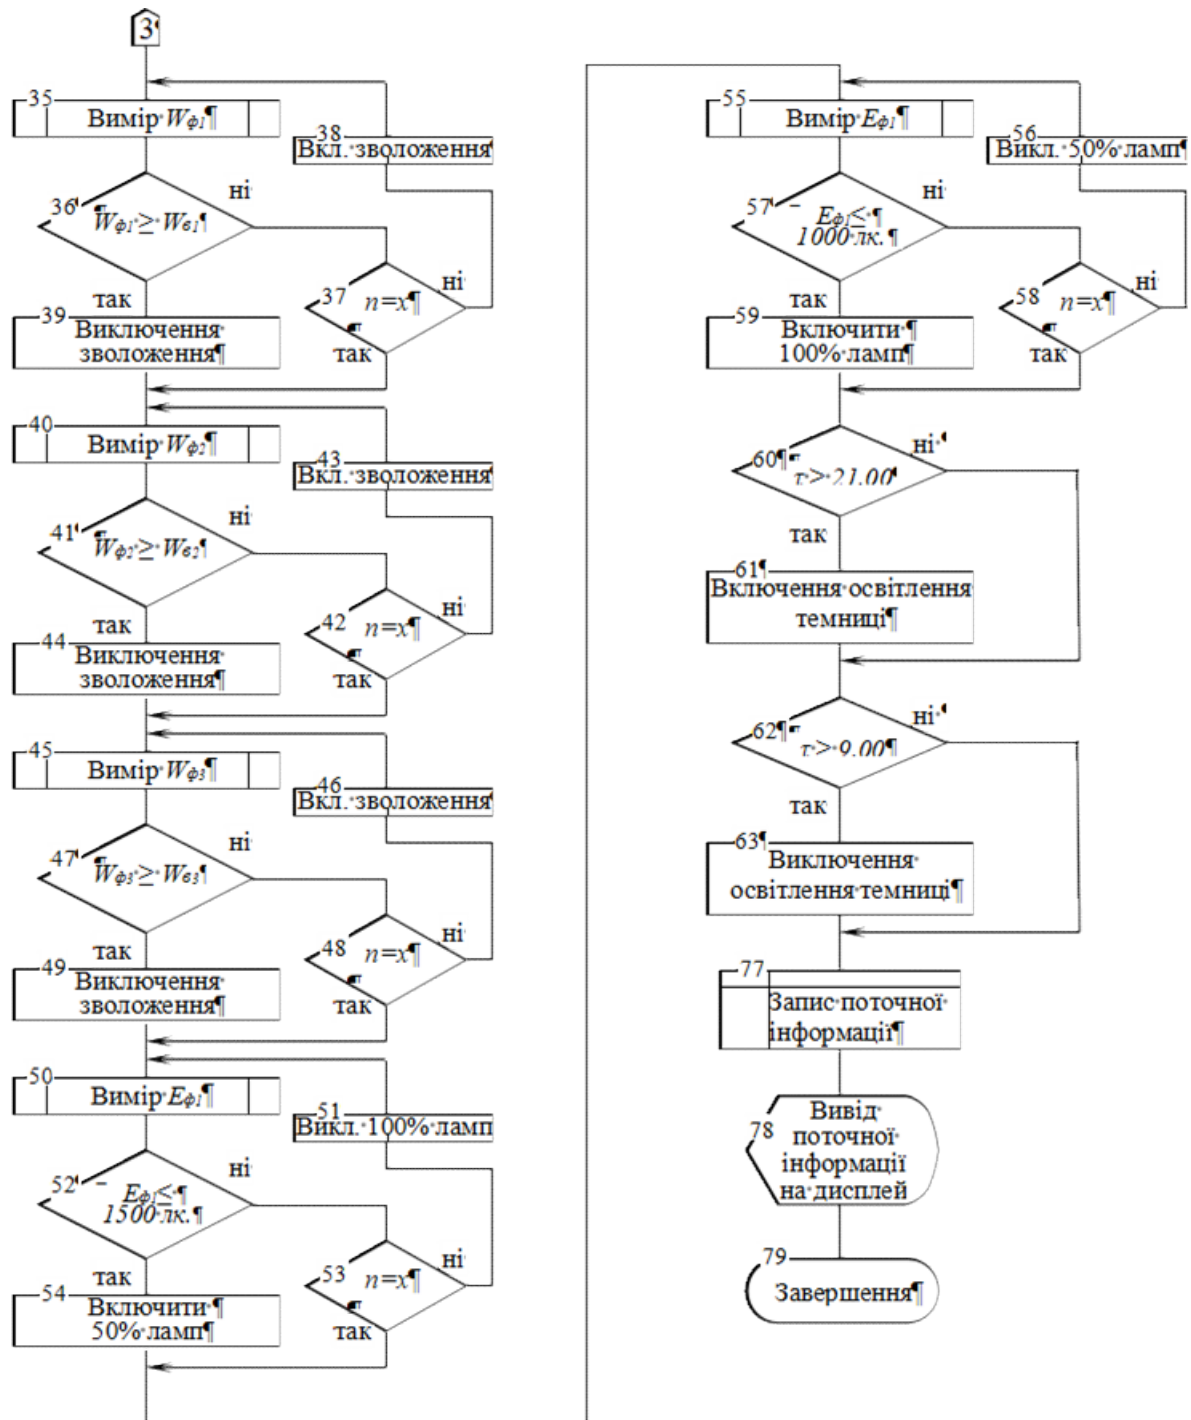 3
35
Вимір Wф1
38
Вкл. зволоження
36
Wф1 ≥ Wв1
ні
так
37
n=x
ні
так
39
Виключення
зволоження
40
Вимір Wф2
43
Вкл. зволоження
41
Wф2 ≥ Wв2
ні
так
42
n=x
ні
так
44
Виключення
зволоження
45
Вимір Wф3
46
Вкл. зволоження
47
Wф3 ≥ Wв3
ні
так
48
n=x
ні
так
49
Виключення
зволоження
50
Вимір Eф1
51
Викл. 100% ламп
52
Eф1 ≤
1500 лк.
ні
так
53
n=x
ні
так
54
Включити
50% ламп
55
Вимір Eф1
56
Викл. 50% ламп
57
Eф1 ≤
1000 лк.
ні
так
58
n=x
ні
так
59
Включити
100% ламп
60
τ > 21.00
ні
так
61
Включення освітлення
темниці
62
τ > 9.00
ні
так
63
Виключення
освітлення темниці
77
Запис поточної
інформації
78
Вивід
поточної
інформації
на дисплей
79
Завершення